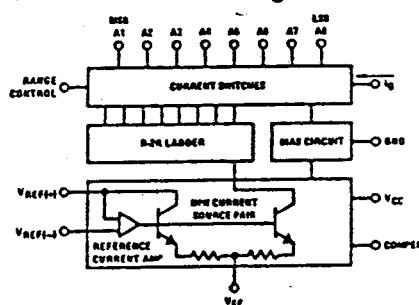 MSB LSB
A1 A2 A3 A4 A5 A6 A7 A8
RANGE
CONTROL
CURRENT SWITCHES
R-2R LADDER
BIAS CIRCUIT
GND
VREF(+)
NPN CURRENT
SOURCE PAIR
VCC
VREF(–)
REFERENCE
CURRENT AMP
COMPEN
VEE